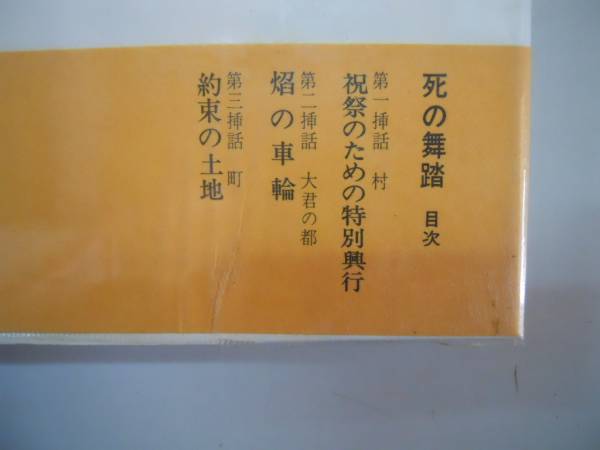 死の舞踏 目次
第一挿話 村
祝祭のための特別興行
第二挿話 大君の都
焰の車輪
第三挿話 町
約束の土地